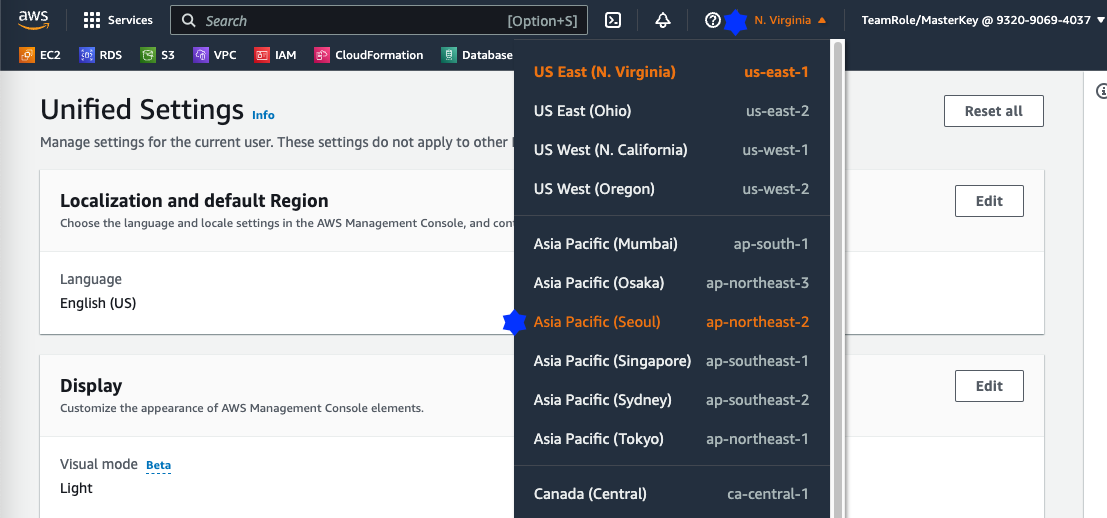 aws Services Search [Option+S] N. Virginia TeamRole/MasterKey @ 9320-9069-4037
EC2 RDS S3 VPC IAM CloudFormation Database
Unified Settings Info
Manage settings for the current user. These settings do not apply to other
Reset all
Localization and default Region
Choose the language and locale settings in the AWS Management Console, and
Edit
Language
English (US)
Display
Customize the appearance of AWS Management Console elements.
Edit
Visual mode Beta
Light
US East (N. Virginia) us-east-1
US East (Ohio) us-east-2
US West (N. California) us-west-1
US West (Oregon) us-west-2
Asia Pacific (Mumbai) ap-south-1
Asia Pacific (Osaka) ap-northeast-3
Asia Pacific (Seoul) ap-northeast-2
Asia Pacific (Singapore) ap-southeast-1
Asia Pacific (Sydney) ap-southeast-2
Asia Pacific (Tokyo) ap-northeast-1
Canada (Central) ca-central-1